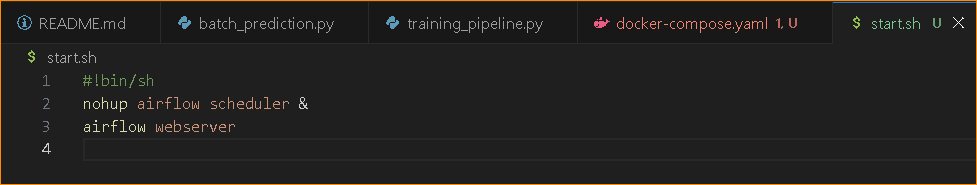 README.md batch_prediction.py training_pipeline.py docker-compose.yaml 1, U start.sh U
$ start.sh
1 #!bin/sh
2 nohup airflow scheduler &
3 airflow webserver
4